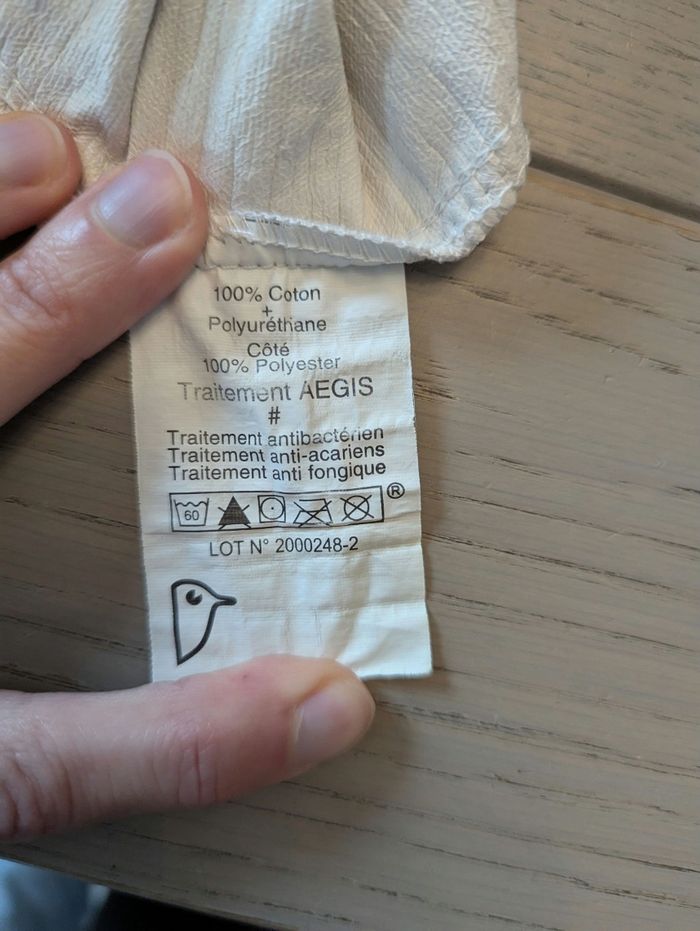 100% Coton
+
Polyuréthane
Côté
100% Polyester
Traitement AEGIS
#
Traitement antibactérien
Traitement anti-acariens
Traitement anti fongique
60
®
LOT N° 2000248-2